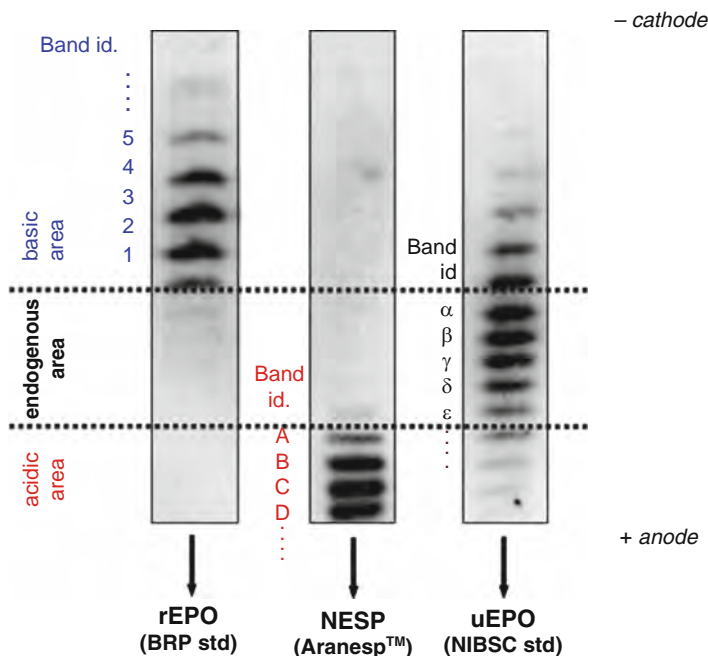 – cathode
Band id.
5
4
3
2
1
basic
area
Band
id
endogenous
area
α
β
γ
δ
ε
Band
id.
acidic
area
A
B
C
D
+ anode
rEPO
(BRP std)
NESP
(Aranesp™)
uEPO
(NIBSC std)